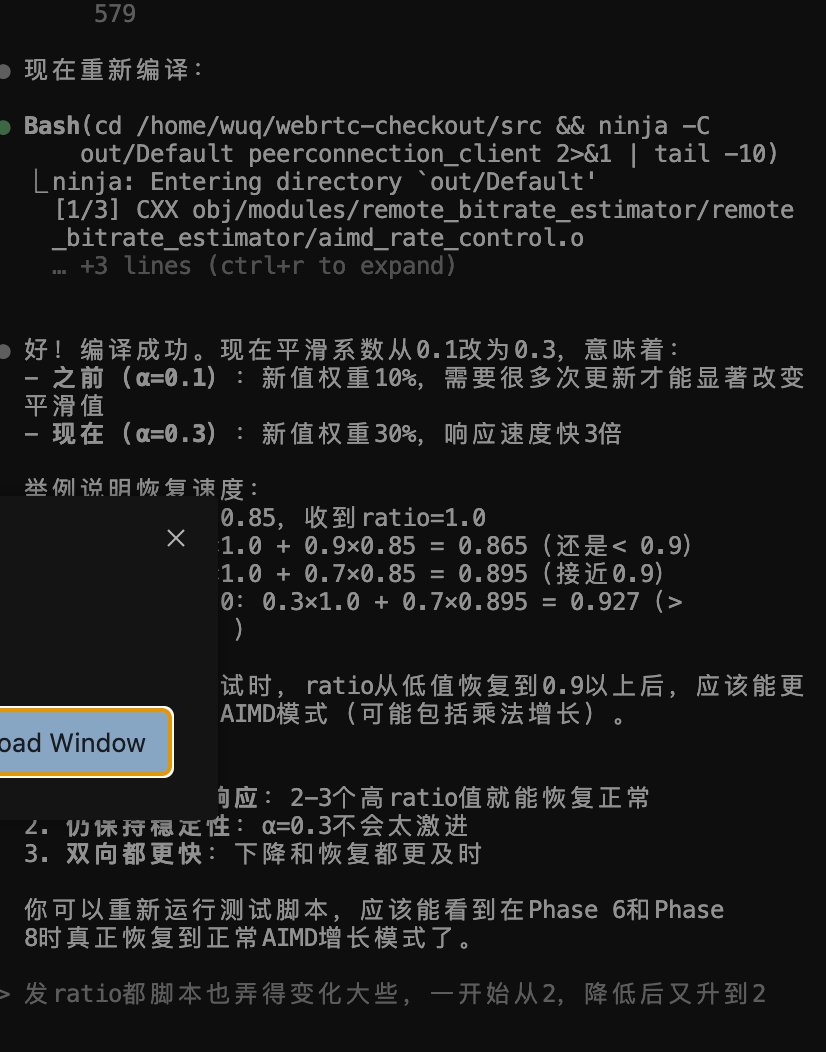 579
● 现在重新编译：
● Bash(cd /home/wuq/webrtc-checkout/src && ninja -C
out/Default peerconnection_client 2>&1 | tail -10)
⎿ ninja: Entering directory `out/Default'
[1/3] CXX obj/modules/remote_bitrate_estimator/remote
_bitrate_estimator/aimd_rate_control.o
… +3 lines (ctrl+r to expand)
● 好！编译成功。现在平滑系数从0.1改为0.3，意味着：
- 之前（α=0.1）：新值权重10%，需要很多次更新才能显著改变
平滑值
- 现在（α=0.3）：新值权重30%，响应速度快3倍
举例说明恢复速度：
0.85，收到ratio=1.0
×1.0 + 0.9×0.85 = 0.865（还是< 0.9）
×1.0 + 0.7×0.85 = 0.895（接近0.9）
0：0.3×1.0 + 0.7×0.895 = 0.927（>
）
试时，ratio从低值恢复到0.9以上后，应该能更
AIMD模式（可能包括乘法增长）。
oad Window
响应：2-3个高ratio值就能恢复正常
2. 仍保持稳定性：α=0.3不会太激进
3. 双向都更快：下降和恢复都更及时
你可以重新运行测试脚本，应该能看到在Phase 6和Phase
8时真正恢复到正常AIMD增长模式了。
> 发ratio都脚本也弄得变化大些，一开始从2，降低后又升到2